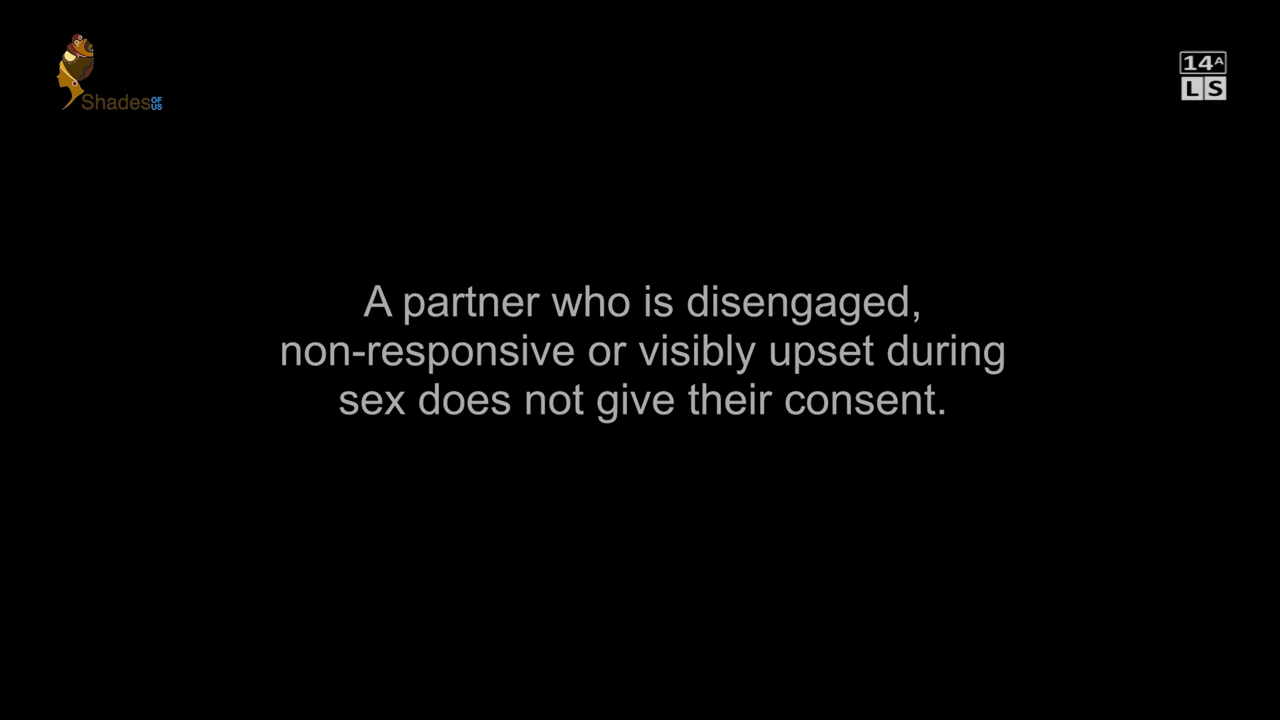 Shades OF US
14A
L S
A partner who is disengaged,
non-responsive or visibly upset during
sex does not give their consent.